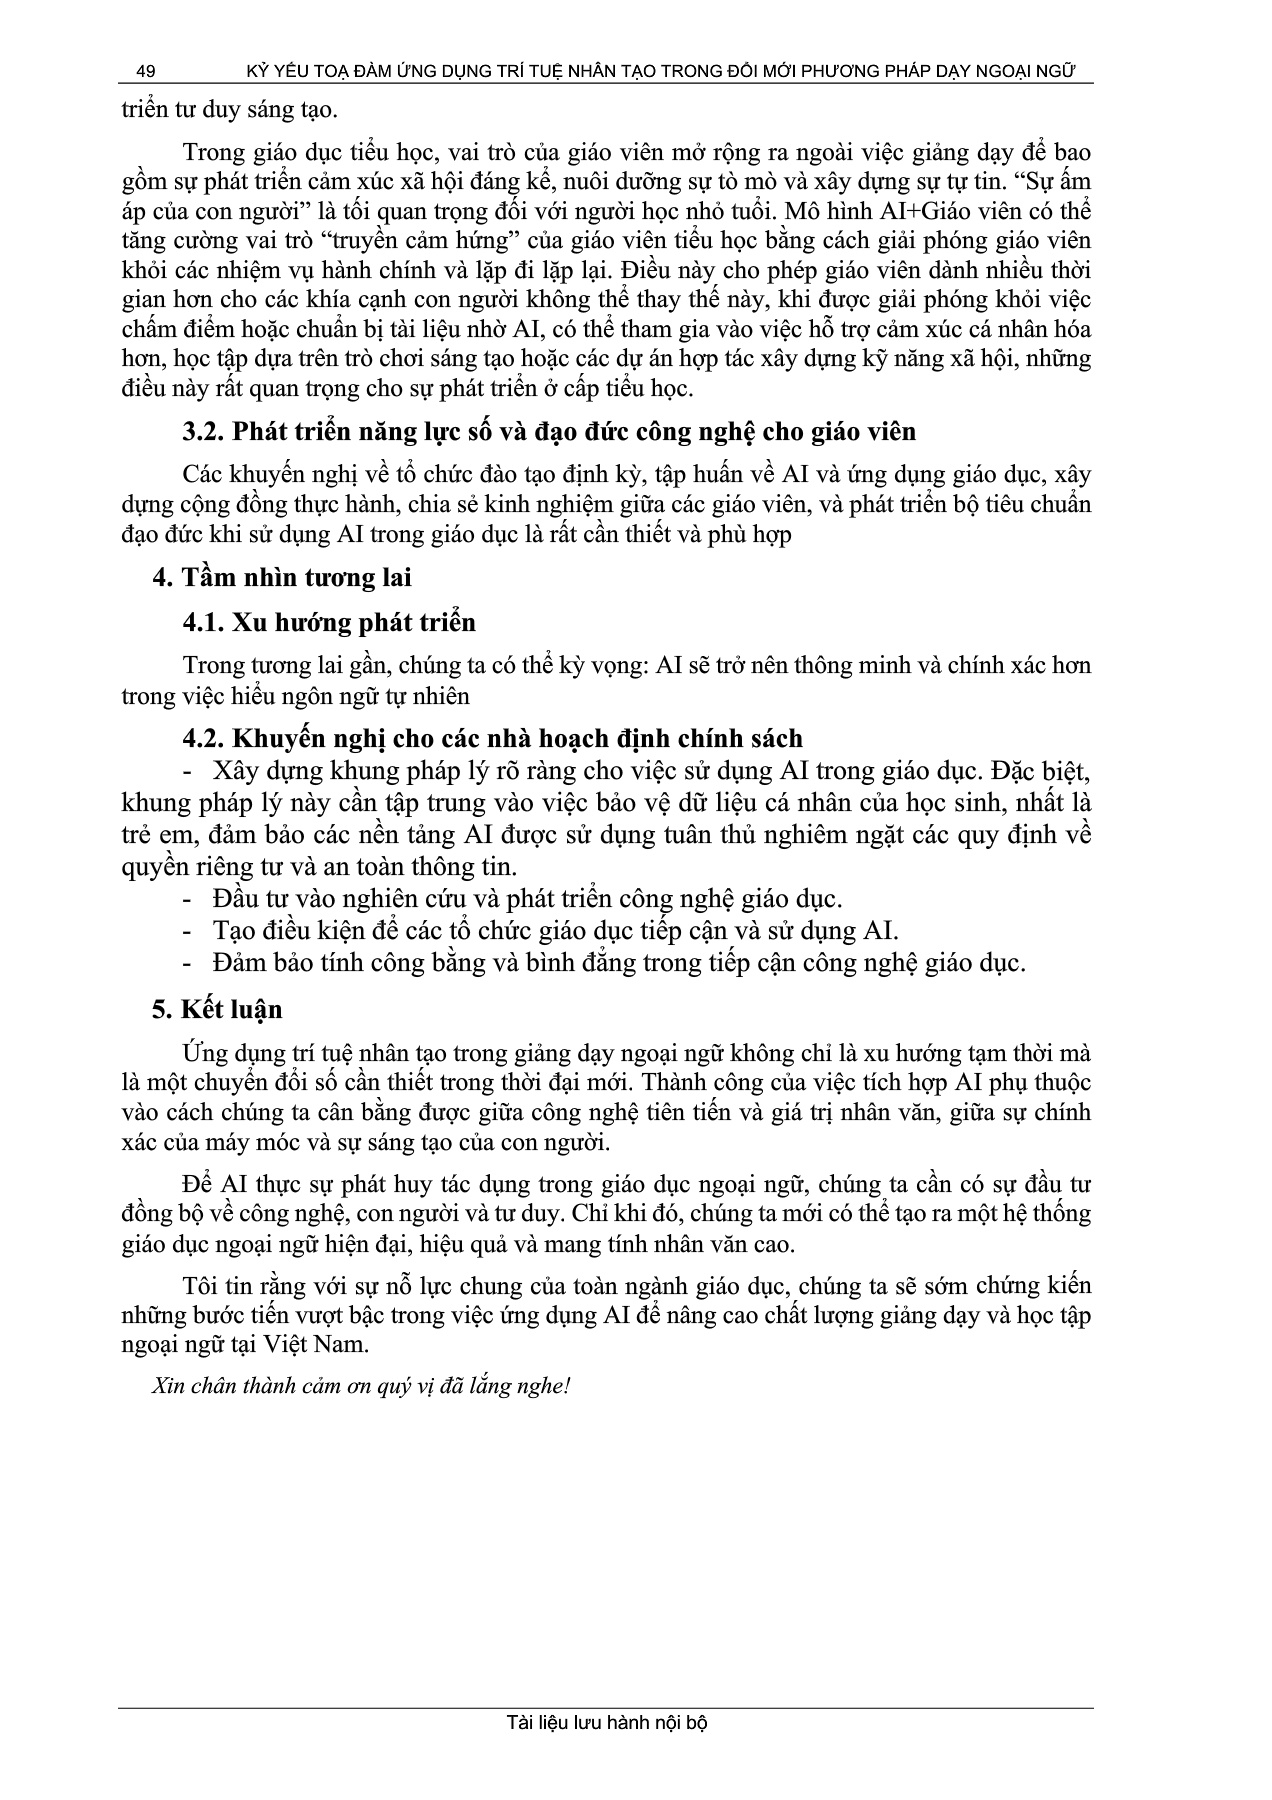 49 KỶ YẾU TOẠ ĐÀM ỨNG DỤNG TRÍ TUỆ NHÂN TẠO TRONG ĐỔI MỚI PHƯƠNG PHÁP DẠY NGOẠI NGỮ
triển tư duy sáng tạo.
Trong giáo dục tiểu học, vai trò của giáo viên mở rộng ra ngoài việc giảng dạy để bao
gồm sự phát triển cảm xúc xã hội đáng kể, nuôi dưỡng sự tò mò và xây dựng sự tự tin. “Sự ấm
áp của con người” là tối quan trọng đối với người học nhỏ tuổi. Mô hình AI+Giáo viên có thể
tăng cường vai trò “truyền cảm hứng” của giáo viên tiểu học bằng cách giải phóng giáo viên
khỏi các nhiệm vụ hành chính và lặp đi lặp lại. Điều này cho phép giáo viên dành nhiều thời
gian hơn cho các khía cạnh con người không thể thay thế này, khi được giải phóng khỏi việc
chấm điểm hoặc chuẩn bị tài liệu nhờ AI, có thể tham gia vào việc hỗ trợ cảm xúc cá nhân hóa
hơn, học tập dựa trên trò chơi sáng tạo hoặc các dự án hợp tác xây dựng kỹ năng xã hội, những
điều này rất quan trọng cho sự phát triển ở cấp tiểu học.
3.2. Phát triển năng lực số và đạo đức công nghệ cho giáo viên
Các khuyến nghị về tổ chức đào tạo định kỳ, tập huấn về AI và ứng dụng giáo dục, xây
dựng cộng đồng thực hành, chia sẻ kinh nghiệm giữa các giáo viên, và phát triển bộ tiêu chuẩn
đạo đức khi sử dụng AI trong giáo dục là rất cần thiết và phù hợp
4. Tầm nhìn tương lai
4.1. Xu hướng phát triển
Trong tương lai gần, chúng ta có thể kỳ vọng: AI sẽ trở nên thông minh và chính xác hơn
trong việc hiểu ngôn ngữ tự nhiên
4.2. Khuyến nghị cho các nhà hoạch định chính sách
- Xây dựng khung pháp lý rõ ràng cho việc sử dụng AI trong giáo dục. Đặc biệt,
khung pháp lý này cần tập trung vào việc bảo vệ dữ liệu cá nhân của học sinh, nhất là
trẻ em, đảm bảo các nền tảng AI được sử dụng tuân thủ nghiêm ngặt các quy định về
quyền riêng tư và an toàn thông tin.
- Đầu tư vào nghiên cứu và phát triển công nghệ giáo dục.
- Tạo điều kiện để các tổ chức giáo dục tiếp cận và sử dụng AI.
- Đảm bảo tính công bằng và bình đẳng trong tiếp cận công nghệ giáo dục.
5. Kết luận
Ứng dụng trí tuệ nhân tạo trong giảng dạy ngoại ngữ không chỉ là xu hướng tạm thời mà
là một chuyển đổi số cần thiết trong thời đại mới. Thành công của việc tích hợp AI phụ thuộc
vào cách chúng ta cân bằng được giữa công nghệ tiên tiến và giá trị nhân văn, giữa sự chính
xác của máy móc và sự sáng tạo của con người.
Để AI thực sự phát huy tác dụng trong giáo dục ngoại ngữ, chúng ta cần có sự đầu tư
đồng bộ về công nghệ, con người và tư duy. Chỉ khi đó, chúng ta mới có thể tạo ra một hệ thống
giáo dục ngoại ngữ hiện đại, hiệu quả và mang tính nhân văn cao.
Tôi tin rằng với sự nỗ lực chung của toàn ngành giáo dục, chúng ta sẽ sớm chứng kiến
những bước tiến vượt bậc trong việc ứng dụng AI để nâng cao chất lượng giảng dạy và học tập
ngoại ngữ tại Việt Nam.
Xin chân thành cảm ơn quý vị đã lắng nghe!
Tài liệu lưu hành nội bộ